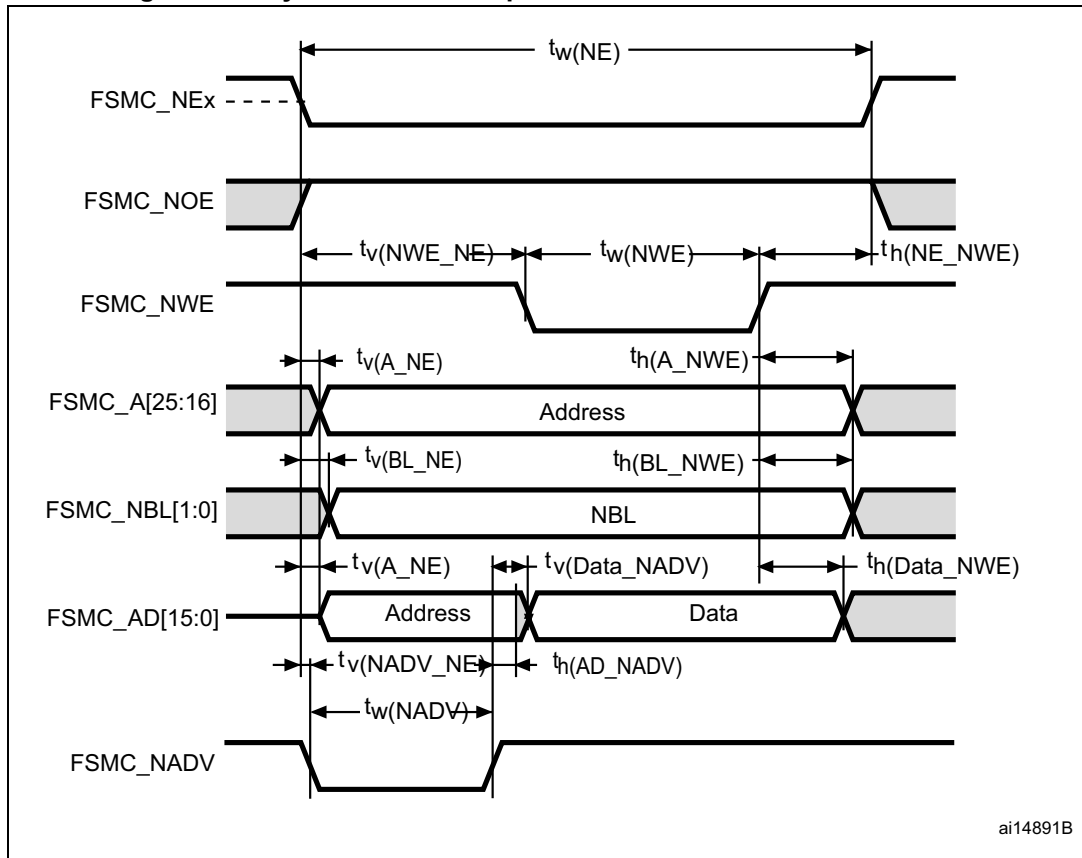 tw(NE)
FSMC_NEx
FSMC_NOE
tv(NWE_NE) tw(NWE) th(NE_NWE)
FSMC_NWE
tv(A_NE) th(A_NWE)
FSMC_A[25:16] Address
tv(BL_NE) th(BL_NWE)
FSMC_NBL[1:0] NBL
tv(A_NE) tv(Data_NADV) th(Data_NWE)
FSMC_AD[15:0] Address Data
tv(NADV_NE) th(AD_NADV)
tw(NADV)
FSMC_NADV
ai14891B